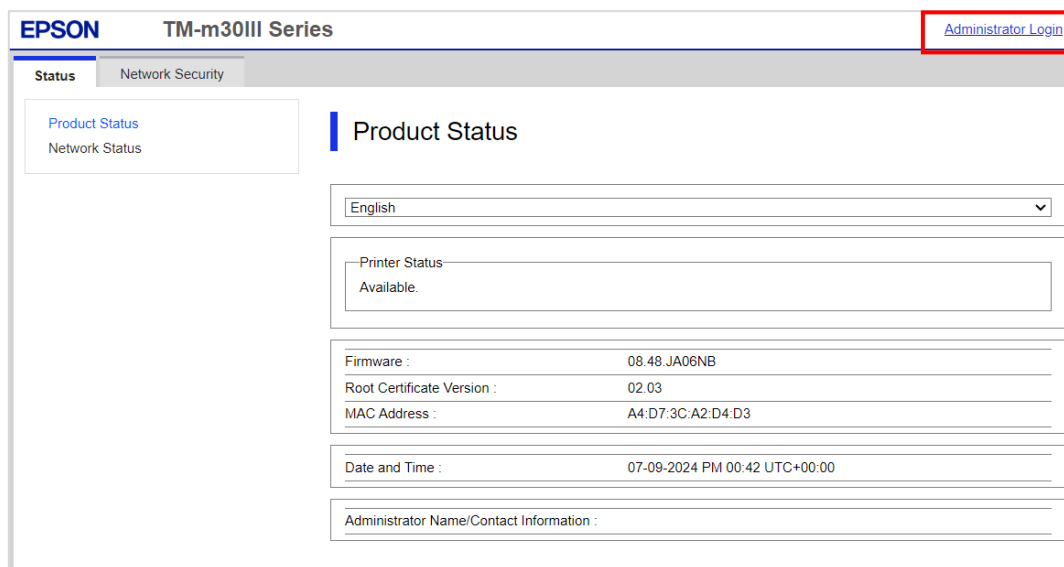 EPSON TM-m30III Series Administrator Login
Status Network Security
Product Status
Network Status
Product Status
English
Printer Status
Available.
Firmware : 08.48.JA06NB
Root Certificate Version : 02.03
MAC Address : A4:D7:3C:A2:D4:D3
Date and Time : 07-09-2024 PM 00:42 UTC+00:00
Administrator Name/Contact Information :